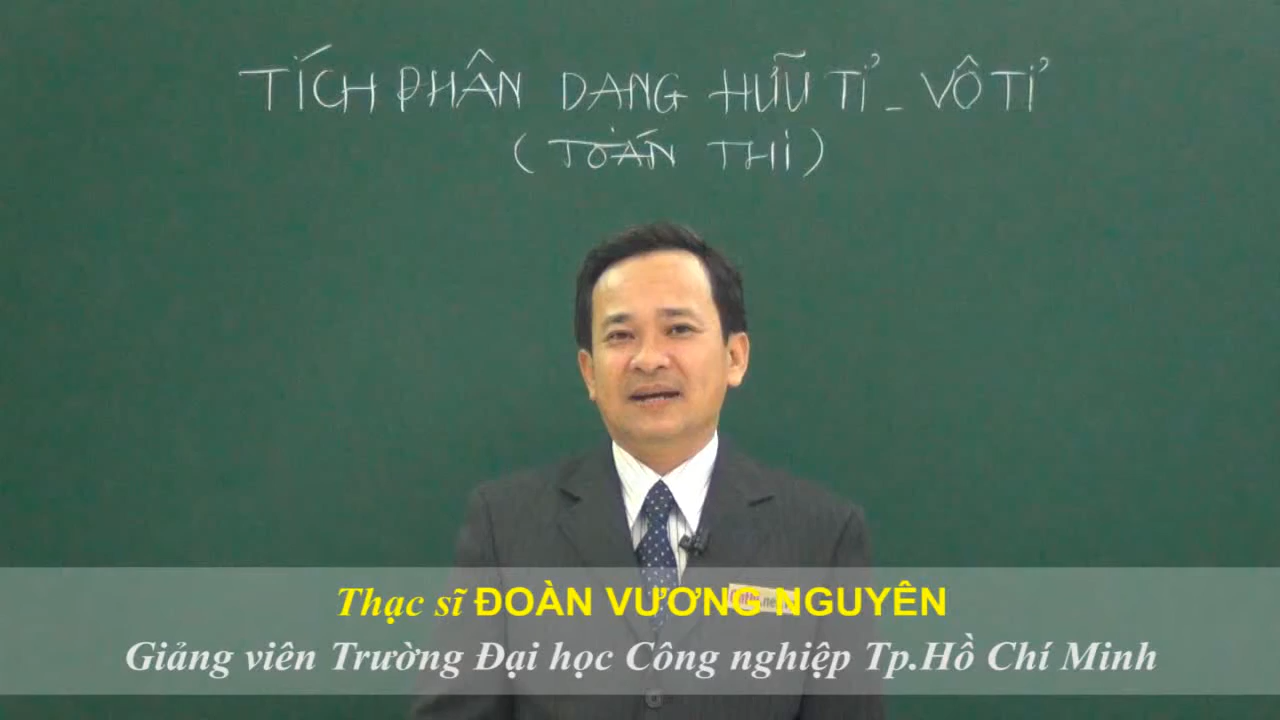 TÍCH PHÂN DẠNG HỮU TỈ - VÔ TỈ
(TOÁN THI)
Thạc sĩ ĐOÀN VƯƠNG NGUYÊN
Giảng viên Trường Đại học Công nghiệp Tp.Hồ Chí Minh